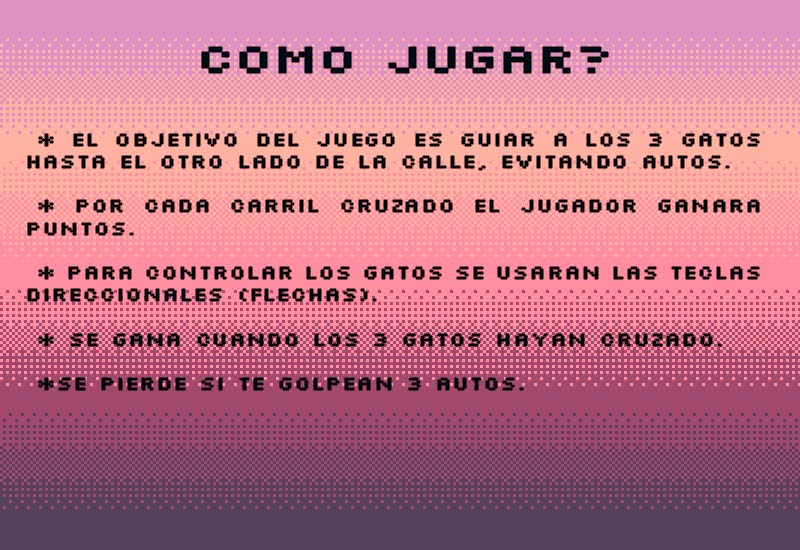 COMO JUGAR?
* EL OBJETIVO DEL JUEGO ES GUIAR A LOS 3 GATOS
HASTA EL OTRO LADO DE LA CALLE, EVITANDO AUTOS.
* POR CADA CARRIL CRUZADO EL JUGADOR GANARA
PUNTOS.
* PARA CONTROLAR LOS GATOS SE USARAN LAS TECLAS
DIRECCIONALES (FLECHAS).
* SE GANA CUANDO LOS 3 GATOS HAYAN CRUZADO.
*SE PIERDE SI TE GOLPEAN 3 AUTOS.